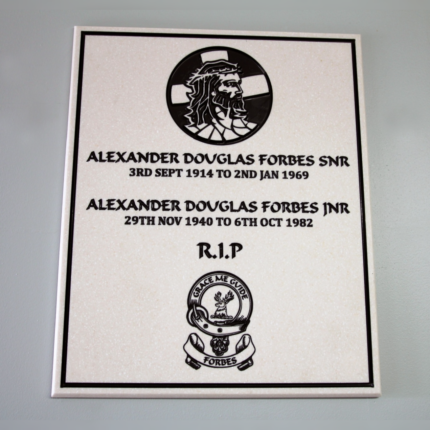 ALEXANDER DOUGLAS FORBES SNR
3RD SEPT 1914 TO 2ND JAN 1969
ALEXANDER DOUGLAS FORBES JNR
29TH NOV 1940 TO 6TH OCT 1982
R.I.P
GRACE ME GUIDE
FORBES